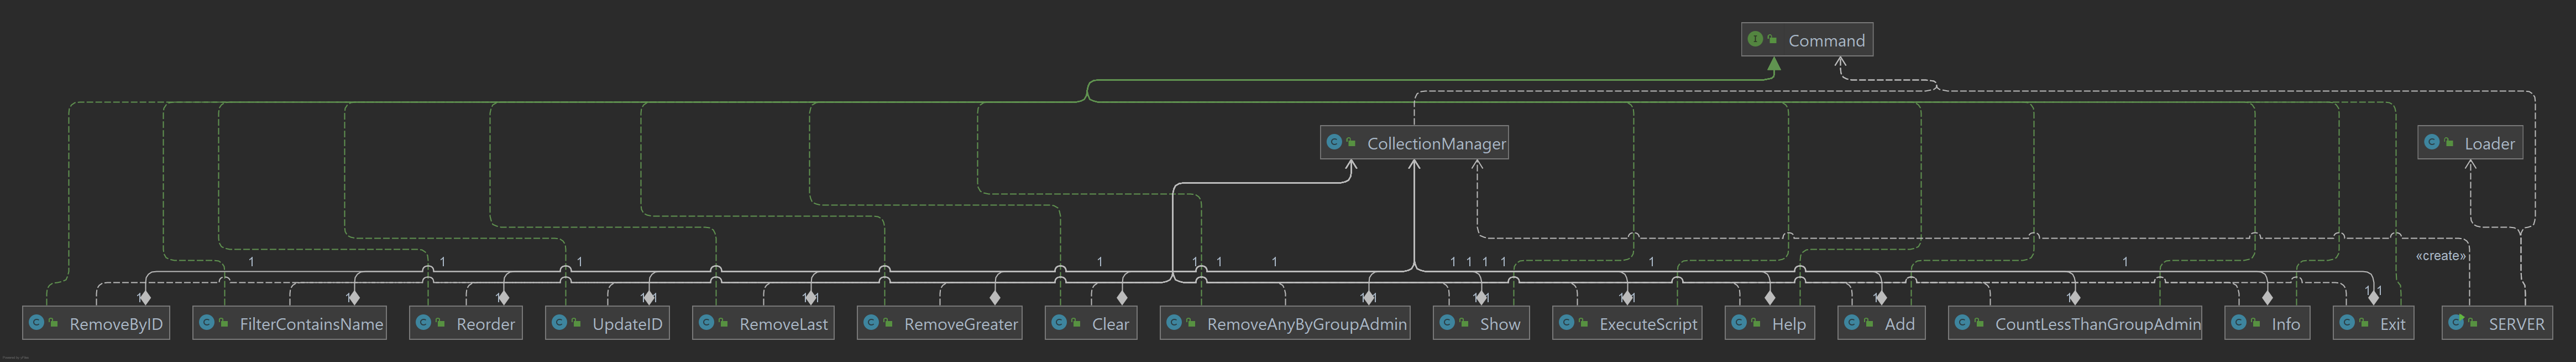 Command
CollectionManager
Loader
1 1 1 1 1 1 1 1 1 1 1 1 1
«create»
RemoveByID
FilterContainsName
Reorder
UpdateID
RemoveLast
RemoveGreater
Clear
RemoveAnyByGroupAdmin
Show
ExecuteScript
Help
Add
CountLessThanGroupAdmin
Info
Exit
SERVER